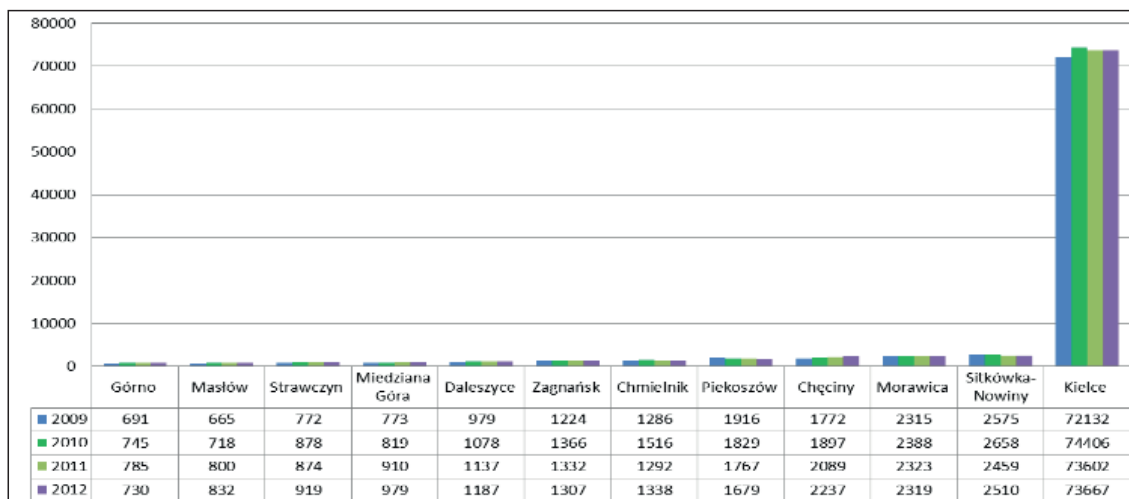 80000
70000
60000
50000
40000
30000
20000
10000
0
Górno Masłów Strawczyn Miedziana Góra Daleszyce Zagnańsk Chmielnik Piekoszów Chęciny Morawica Sitkówka-Nowiny Kielce
2009 691 665 772 773 979 1224 1286 1916 1772 2315 2575 72132
2010 745 718 878 819 1078 1366 1516 1829 1897 2388 2658 74406
2011 785 800 874 910 1137 1332 1292 1767 2089 2323 2459 73602
2012 730 832 919 979 1187 1307 1338 1679 2237 2319 2510 73667